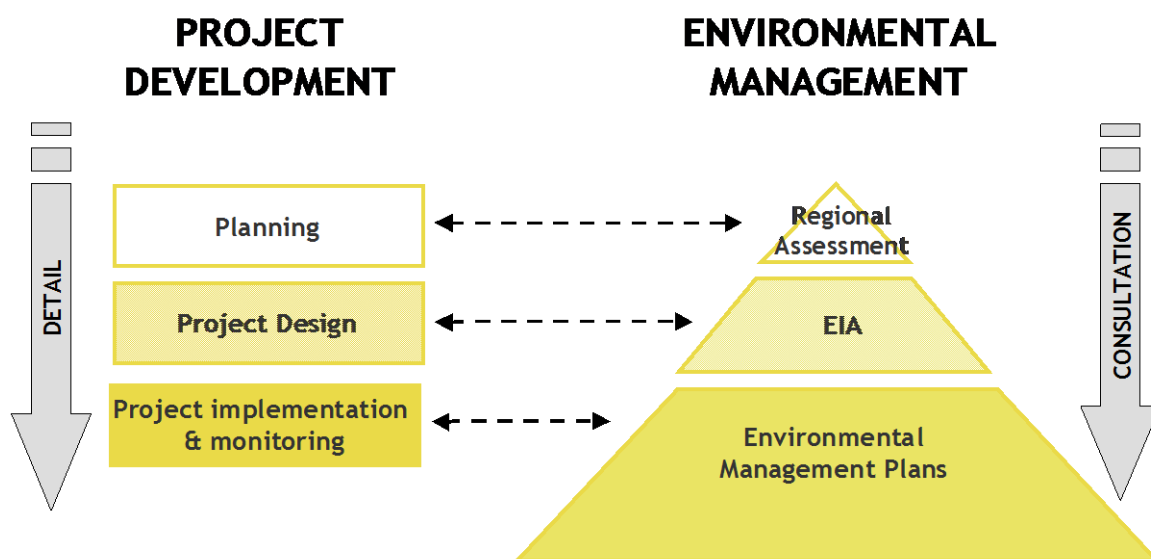 PROJECT
DEVELOPMENT
ENVIRONMENTAL
MANAGEMENT
DETAIL
Planning
Regional
Assessment
CONSULTATION
Project Design
EIA
Project implementation
& monitoring
Environmental
Management Plans